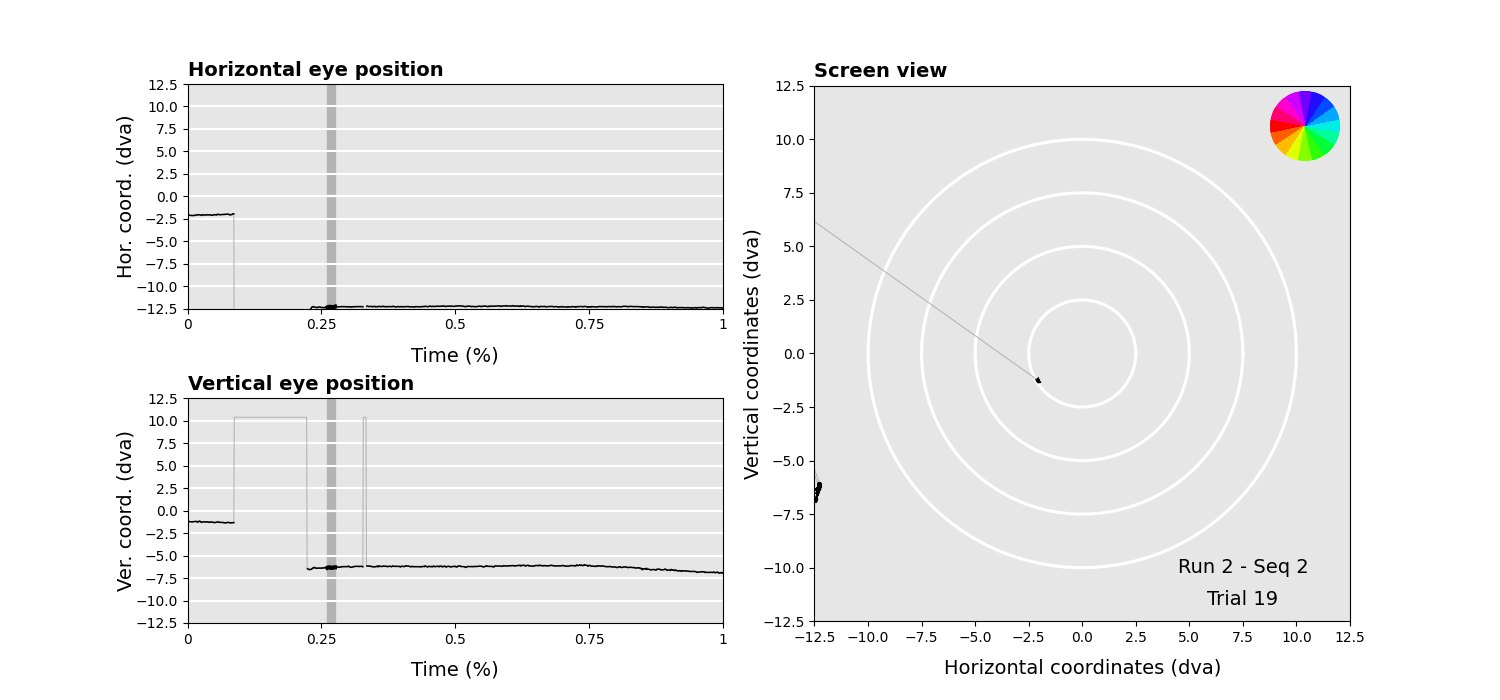 Horizontal eye position
Hor. coord. (dva)
12.5
10.0
7.5
5.0
2.5
0.0
−2.5
−5.0
−7.5
−10.0
−12.5
0 0.25 0.5 0.75 1
Time (%)
Vertical eye position
Ver. coord. (dva)
12.5
10.0
7.5
5.0
2.5
0.0
−2.5
−5.0
−7.5
−10.0
−12.5
0 0.25 0.5 0.75 1
Time (%)
Screen view
Vertical coordinates (dva)
12.5
10.0
7.5
5.0
2.5
0.0
−2.5
−5.0
−7.5
−10.0
−12.5
Run 2 - Seq 2
Trial 19
−12.5 −10.0 −7.5 −5.0 −2.5 0.0 2.5 5.0 7.5 10.0 12.5
Horizontal coordinates (dva)